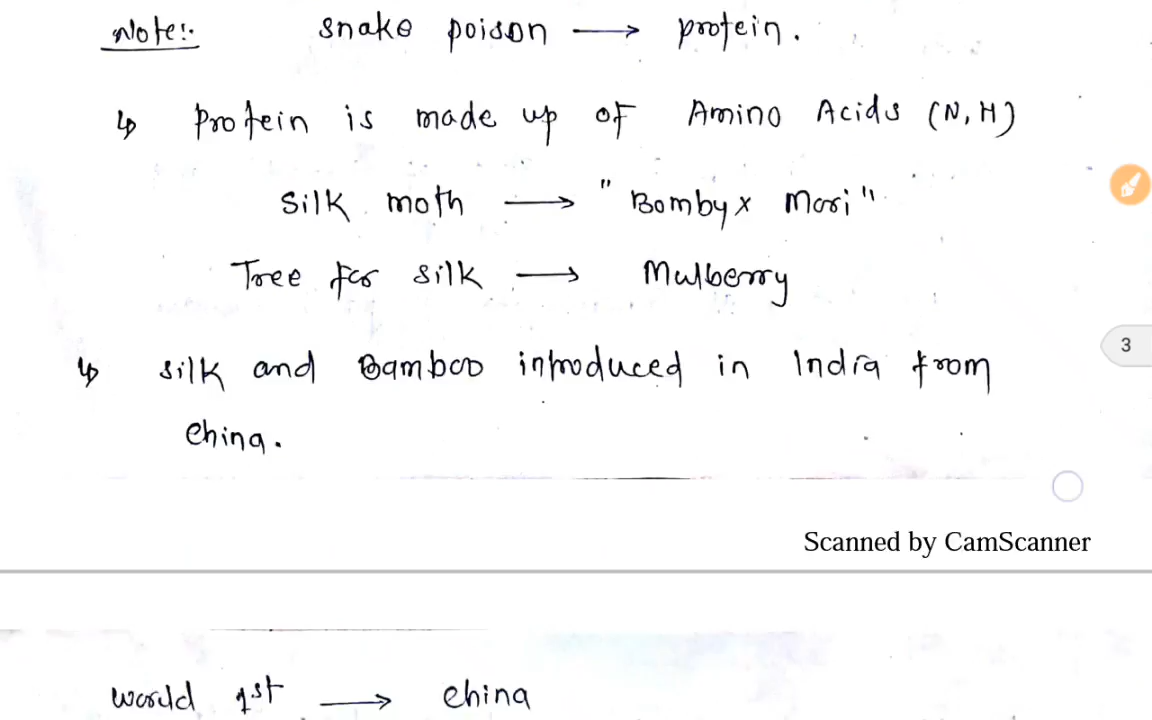 Note:- snake poison → protein.
↳ Protein is made up of Amino Acids (N, H)
Silk moth → "Bombyx Mori"
Tree for silk → Mulberry
↳ silk and Bamboo introduced in India from
China.
3
Scanned by CamScanner
World 1st → China